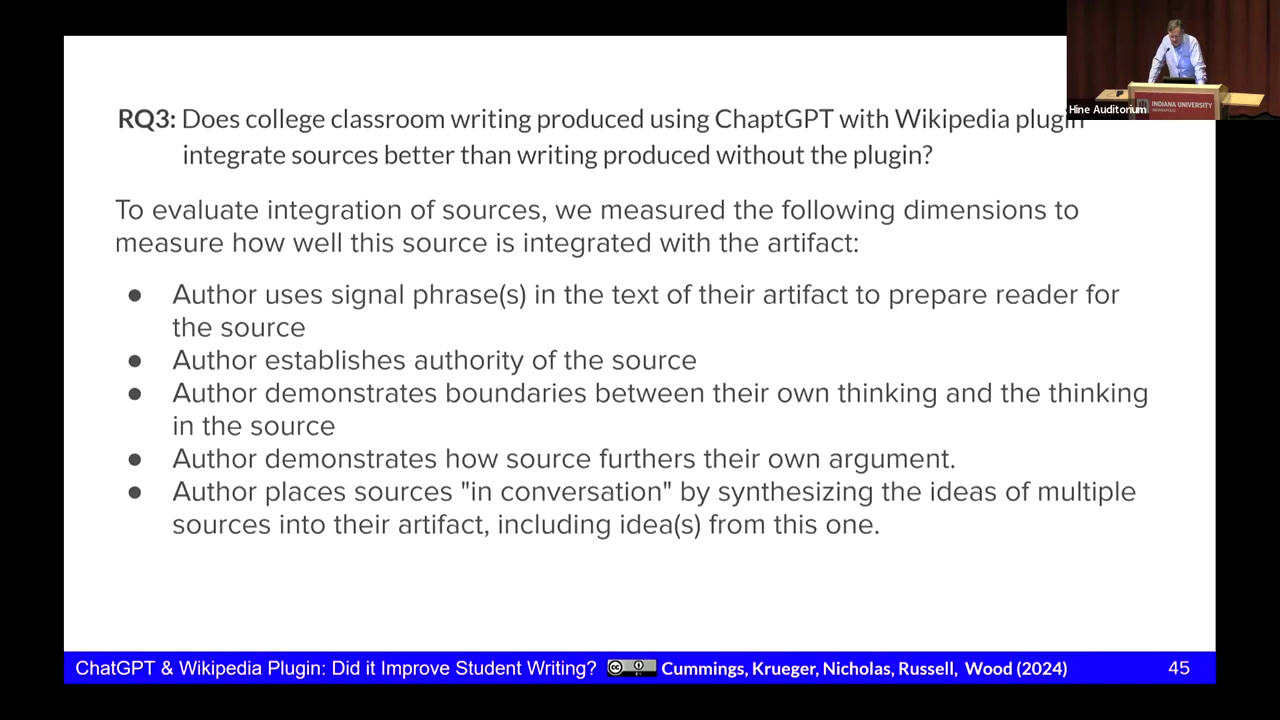 Hine Auditorium
INDIANA UNIVERSITY
INDIANAPOLIS
RQ3: Does college classroom writing produced using ChaptGPT with Wikipedia plugin
integrate sources better than writing produced without the plugin?
To evaluate integration of sources, we measured the following dimensions to
measure how well this source is integrated with the artifact:
● Author uses signal phrase(s) in the text of their artifact to prepare reader for
the source
● Author establishes authority of the source
● Author demonstrates boundaries between their own thinking and the thinking
in the source
● Author demonstrates how source furthers their own argument.
● Author places sources "in conversation" by synthesizing the ideas of multiple
sources into their artifact, including idea(s) from this one.
ChatGPT & Wikipedia Plugin: Did it Improve Student Writing? cc BY Cummings, Krueger, Nicholas, Russell, Wood (2024) 45